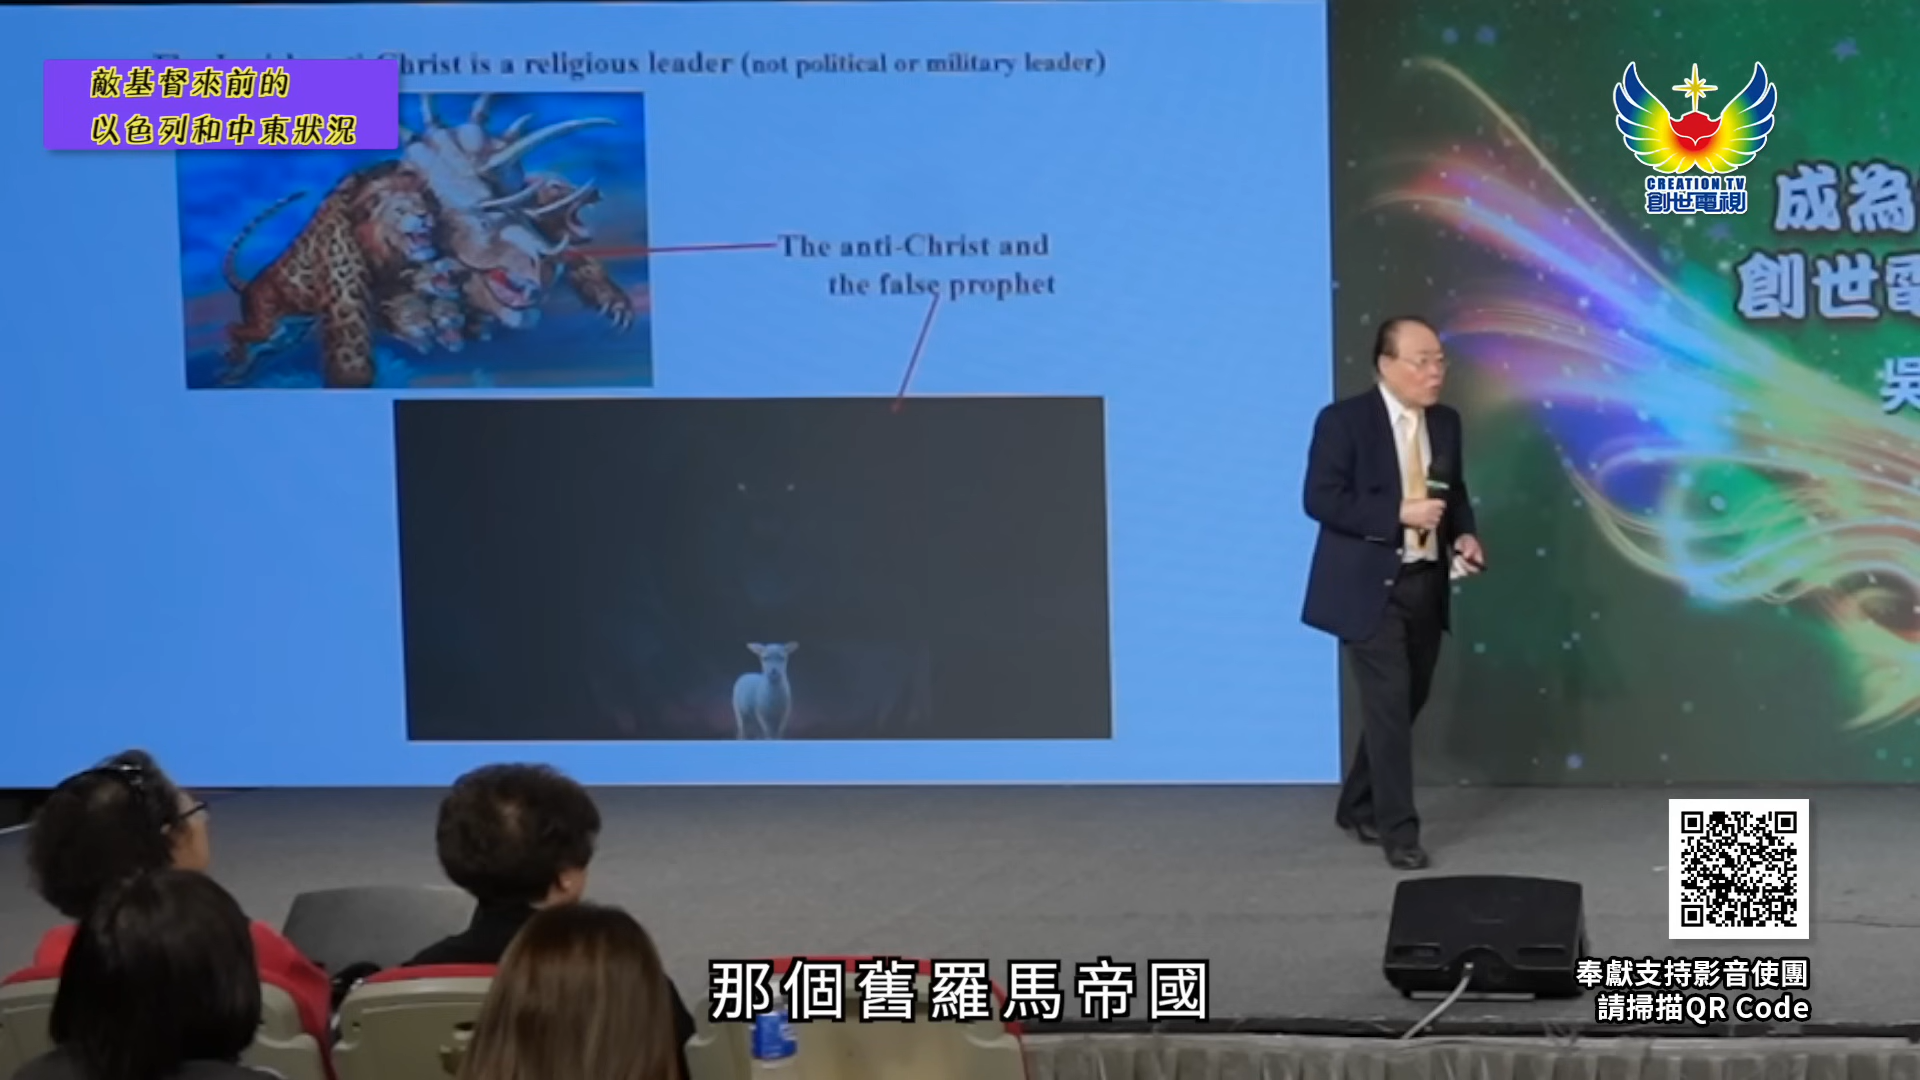 敵基督來前的
以色列和中東狀況
Christ is a religious leader (not political or military leader)
The anti-Christ and
the false prophet
CREATION TV
創世電視
成為
創世電
吳
那個舊羅馬帝國
奉獻支持影音使團
請掃描QR Code